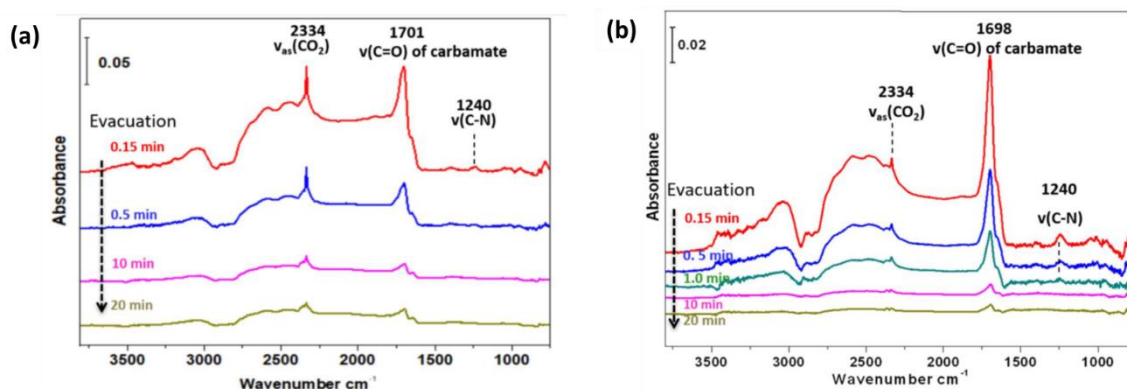 (a)
0.05
2334
νas(CO2)
1701
ν(C=O) of carbamate
1240
ν(C-N)
Evacuation
0.15 min
0.5 min
10 min
20 min
Absorbance
3500 3000 2500 2000 1500 1000
Wavenumber cm-1
(b)
0.02
1698
ν(C=O) of carbamate
2334
νas(CO2)
1240
ν(C-N)
Evacuation
0.15 min
0. 5 min
1.0 min
10 min
20 min
Absorbance
3500 3000 2500 2000 1500 1000
Wavenumber cm-1